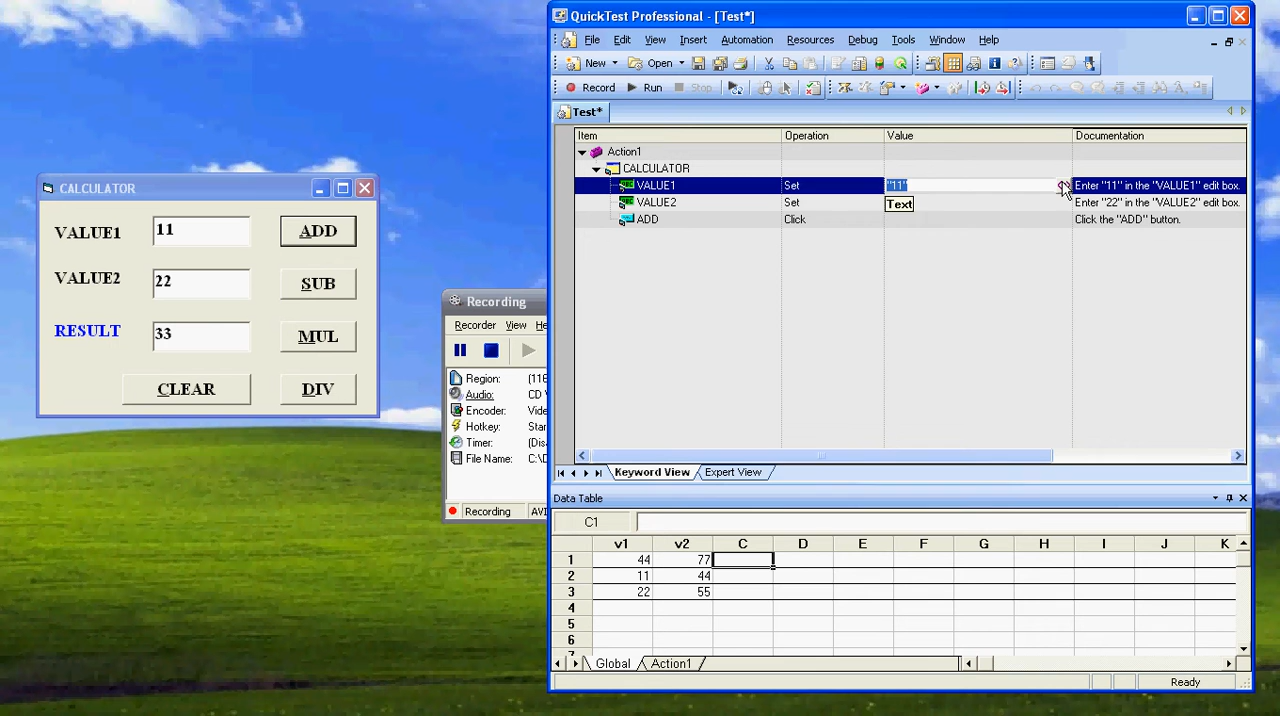 QuickTest Professional - [Test*]
File Edit View Insert Automation Resources Debug Tools Window Help
New Open
Record Run Stop
Test*
Item Operation Value Documentation
Action1
CALCULATOR
VALUE1 Set "11" Enter "11" in the "VALUE1" edit box.
VALUE2 Set Enter "22" in the "VALUE2" edit box.
Text
ADD Click Click the "ADD" button.
Keyword View Expert View
CALCULATOR
VALUE1 11 ADD
VALUE2 22 SUB
RESULT 33 MUL
CLEAR DIV
Recording
Recorder View
Region:
Audio: CD
Encoder:
Hotkey:
Timer:
File Name:
Recording
Data Table
C1
v1 v2 C D E F G H I J K
1 44 77
2 11 44
3 22 55
4
5
6
Global Action1
Ready